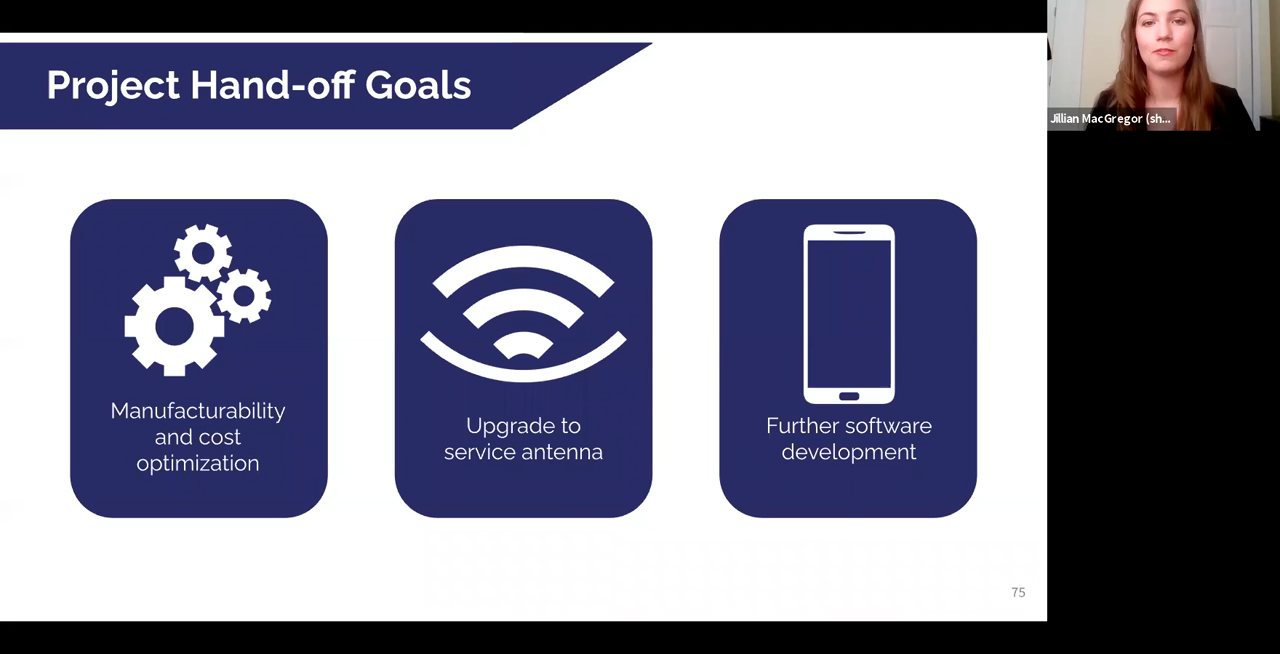 Project Hand-off Goals
Jillian MacGregor (sh...
Manufacturability
and cost
optimization
Upgrade to
service antenna
Further software
development
75